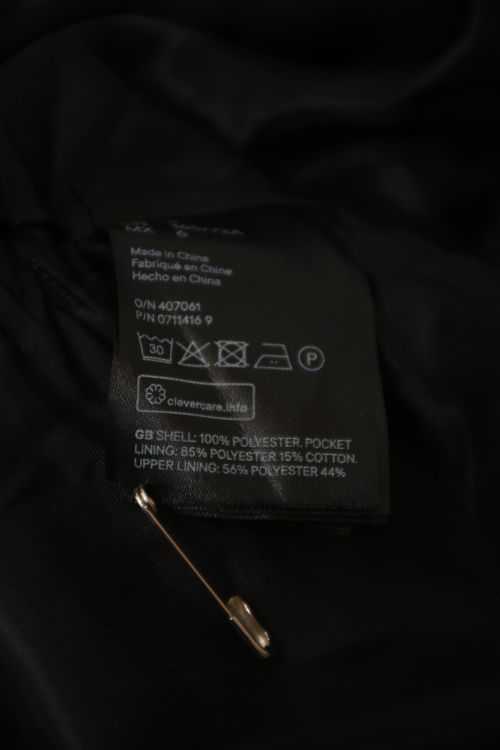 MX
Made in China
Fabriqué en Chine
Hecho en China
O/N 407061
P/N 0711416 9
30
P
clevercare.info
GB SHELL: 100% POLYESTER. POCKET
LINING: 85% POLYESTER 15% COTTON.
UPPER LINING: 56% POLYESTER 44%